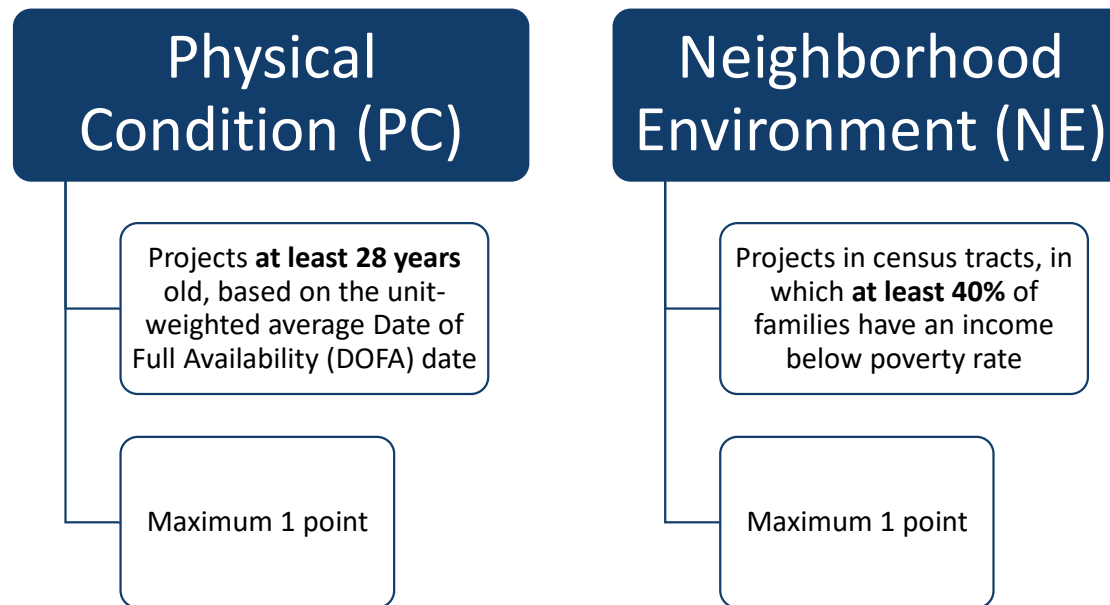 Physical
Condition (PC)
Projects at least 28 years
old, based on the unit-
weighted average Date of
Full Availability (DOFA) date
Maximum 1 point
Neighborhood
Environment (NE)
Projects in census tracts, in
which at least 40% of
families have an income
below poverty rate
Maximum 1 point